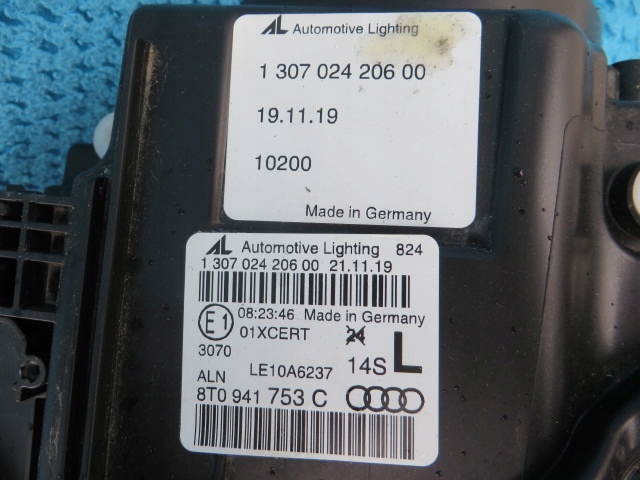 AL Automotive Lighting
1 307 024 206 00
19.11.19
10200
Made in Germany
AL Automotive Lighting 824
1 307 024 206 00 21.11.19
E1 08:23:46 Made in Germany
01XCERT 24
3070
LE10A6237 14S L
ALN
8T0 941 753 C